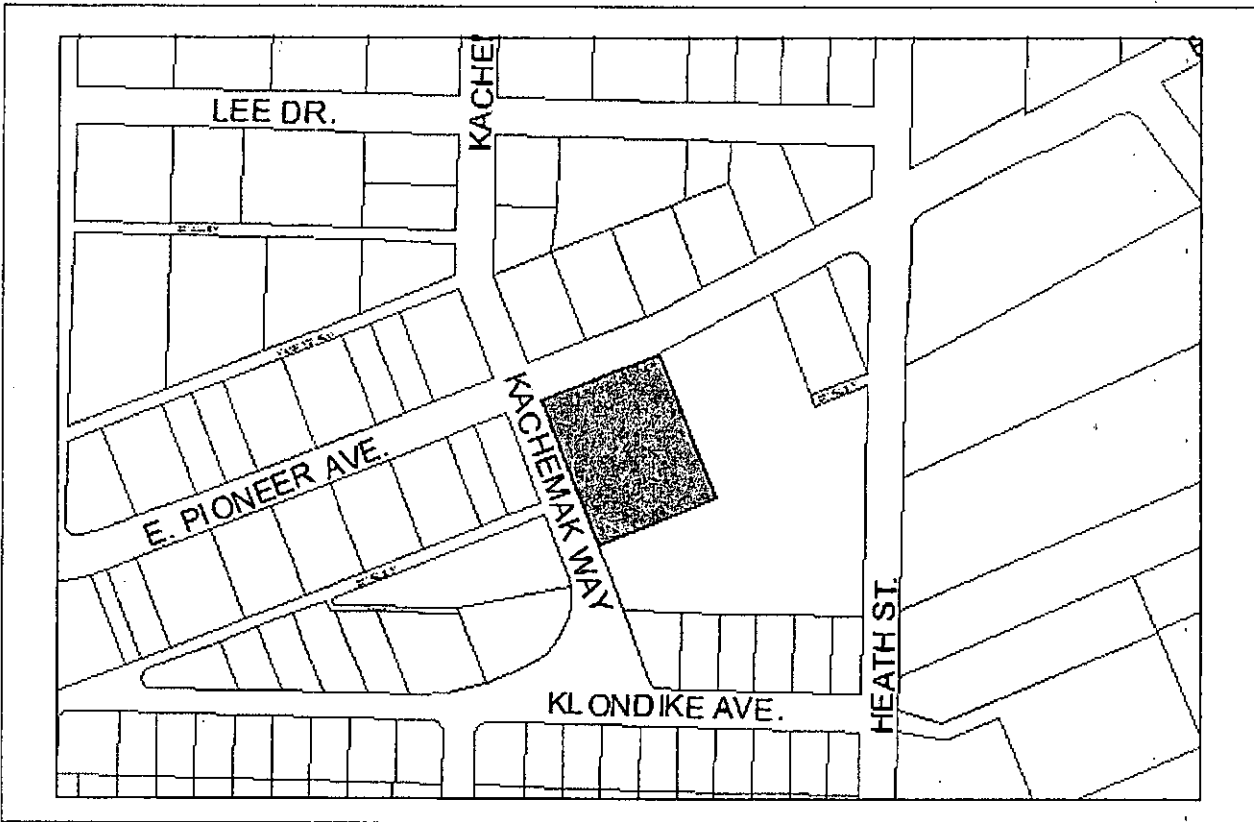 KACHE
LEE DR.
E. PIONEER AVE.
KACHEMAK WAY
HEATH ST.
KLONDIKE AVE.